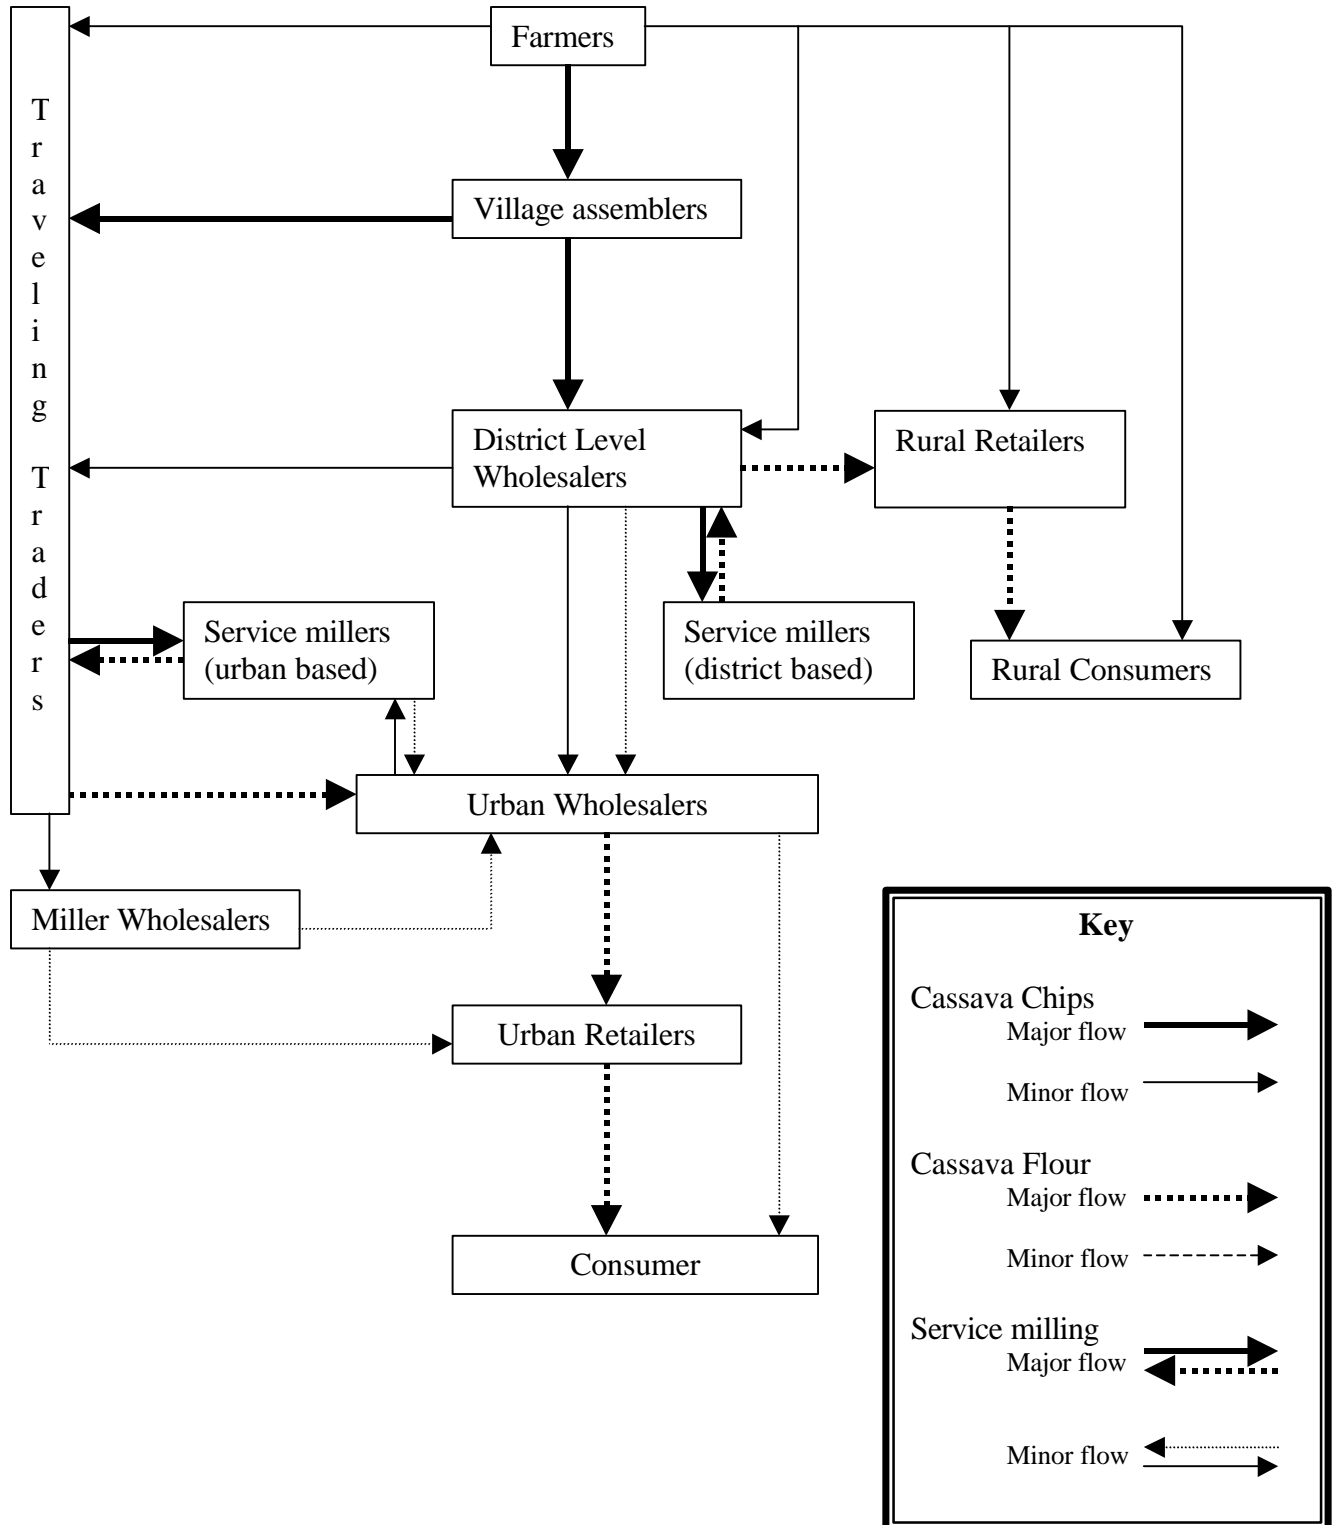 Farmers
Traveling Traders
Village assemblers
District Level
Wholesalers
Rural Retailers
Service millers
(urban based)
Service millers
(district based)
Rural Consumers
Urban Wholesalers
Miller Wholesalers
Urban Retailers
Consumer
Key
Cassava Chips
Major flow
Minor flow
Cassava Flour
Major flow
Minor flow
Service milling
Major flow
Minor flow